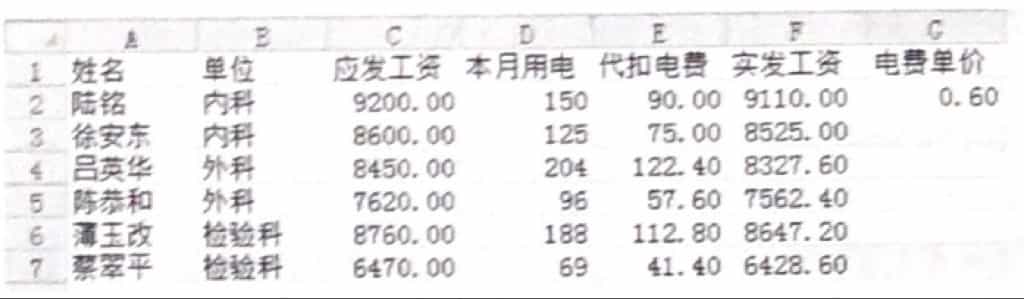 A B C D E F G
1 姓名 单位 应发工资 本月用电 代扣电费 实发工资 电费单价
2 陆铭 内科 9200.00 150 90.00 9110.00 0.60
3 徐安东 内科 8600.00 125 75.00 8525.00
4 吕英华 外科 8450.00 204 122.40 8327.60
5 陈恭和 外科 7620.00 96 57.60 7562.40
6 薄玉改 检验科 8760.00 188 112.80 8647.20
7 蔡翠平 检验科 6470.00 69 41.40 6428.60